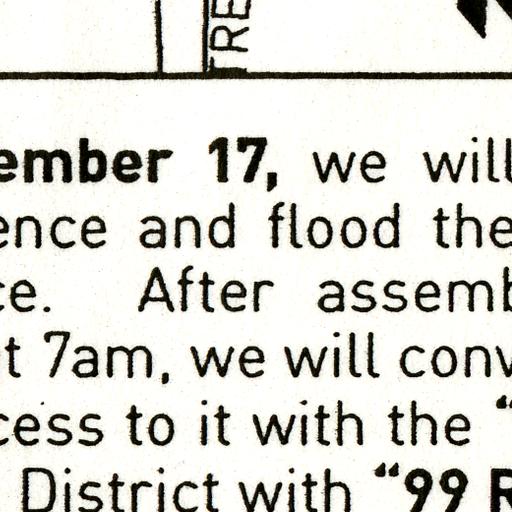 TRE
ember 17, we will
ence and flood the
ce. After assemb
t 7am, we will conv
cess to it with the "
District with "99 R